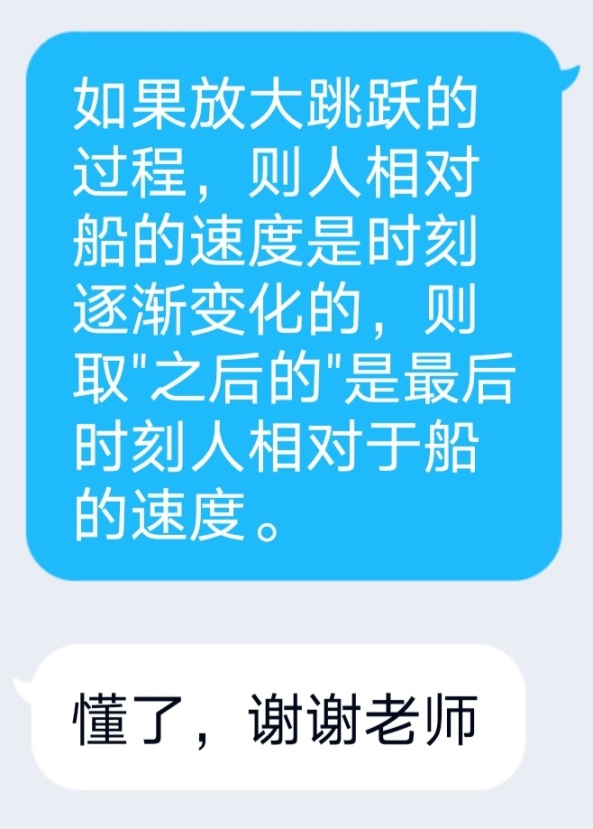 如果放大跳跃的
过程，则人相对
船的速度是时刻
逐渐变化的，则
取"之后的"是最后
时刻人相对于船
的速度。
懂了，谢谢老师